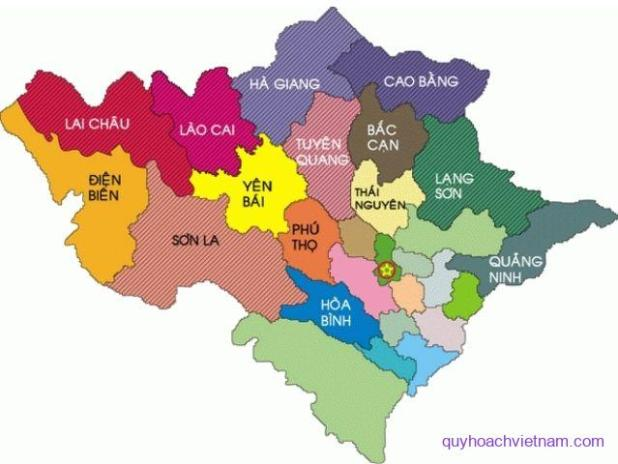 HÀ GIANG
CAO BẰNG
LAI CHÂU
LÀO CAI
BẮC
CẠN
TUYÊN
QUANG
ĐIỆN
BIÊN
YÊN
BÁI
THÁI
NGUYÊN
LẠNG
SƠN
SƠN LA
PHÚ
THỌ
QUẢNG
NINH
HÒA
BÌNH
quyhoachvietnam.com